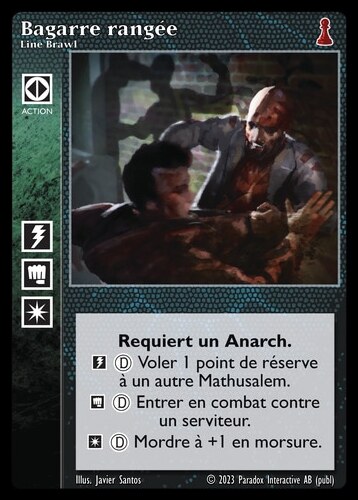 Bagarre rangée
Line Brawl
ACTION
Requiert un Anarch.
D Voler 1 point de réserve
à un autre Mathusalem.
D Entrer en combat contre
un serviteur.
D Mordre à +1 en morsure.
Illus. Javier Santos
© 2023 Paradox Interactive AB (publ)